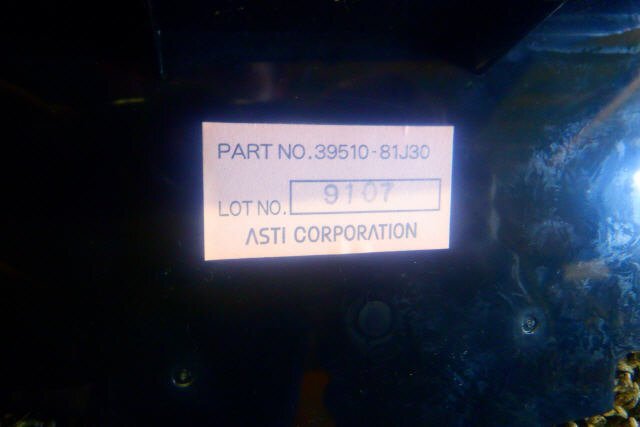 PART NO. 39510-81J30
LOT NO. 9107
ASTI CORPORATION